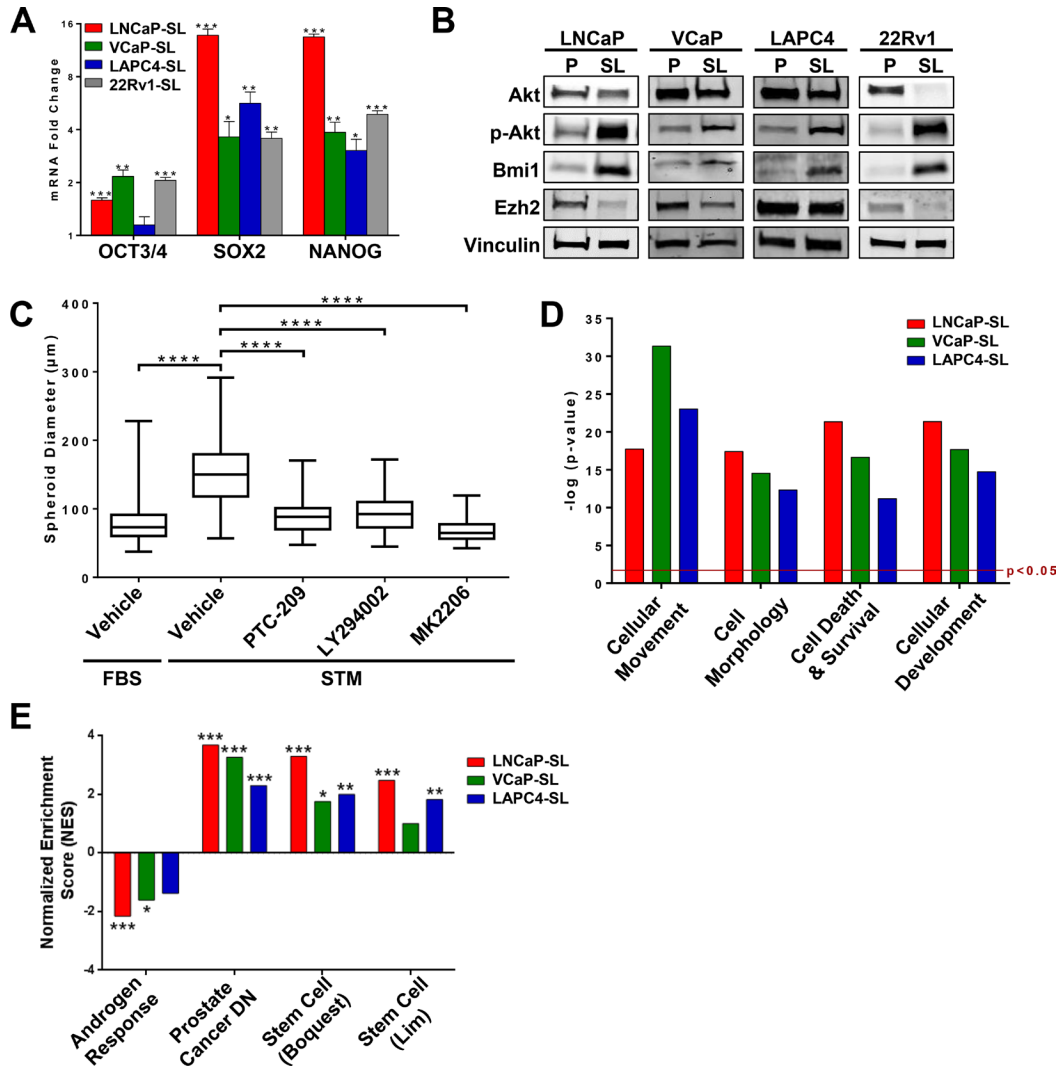 A
mRNA Fold Change
16
8
4
2
1
***
**
***
***
*
**
**
***
**
*
***
LNCaP-SL
VCaP-SL
LAPC4-SL
22Rv1-SL
OCT3/4 SOX2 NANOG
B
LNCaP VCaP LAPC4 22Rv1
P SL P SL P SL P SL
Akt
p-Akt
Bmi1
Ezh2
Vinculin
C
Spheroid Diameter (µm)
400
300
200
100
0
****
****
****
****
Vehicle
Vehicle
PTC-209
LY294002
MK2206
FBS STM
D
-log (p-value)
35
30
25
20
15
10
5
0
LNCaP-SL
VCaP-SL
LAPC4-SL
p<0.05
Cellular
Movement
Cell
Morphology
Cell Death
& Survival
Cellular
Development
E
Normalized Enrichment
Score (NES)
4
2
0
-2
-4
***
*
***
***
***
***
*
**
***
**
LNCaP-SL
VCaP-SL
LAPC4-SL
Androgen
Response
Prostate
Cancer DN
Stem Cell
(Boquest)
Stem Cell
(Lim)